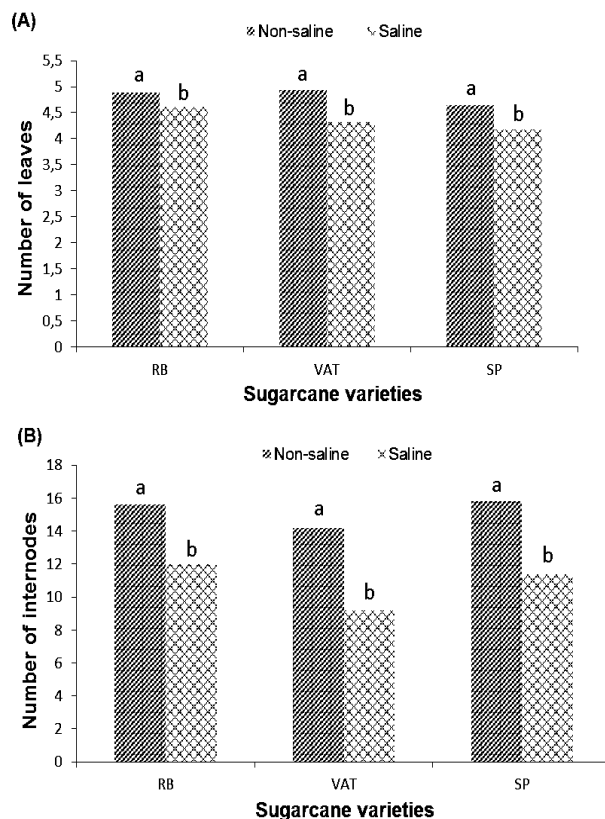 (A)
Non-saline Saline
5,5
5
4,5
4
3,5
3
2,5
2
1,5
1
0,5
0
a b a b a b
Number of leaves
RB VAT SP
Sugarcane varieties
(B)
Non-saline Saline
18
16
14
12
10
8
6
4
2
0
a b a b a b
Number of internodes
RB VAT SP
Sugarcane varieties